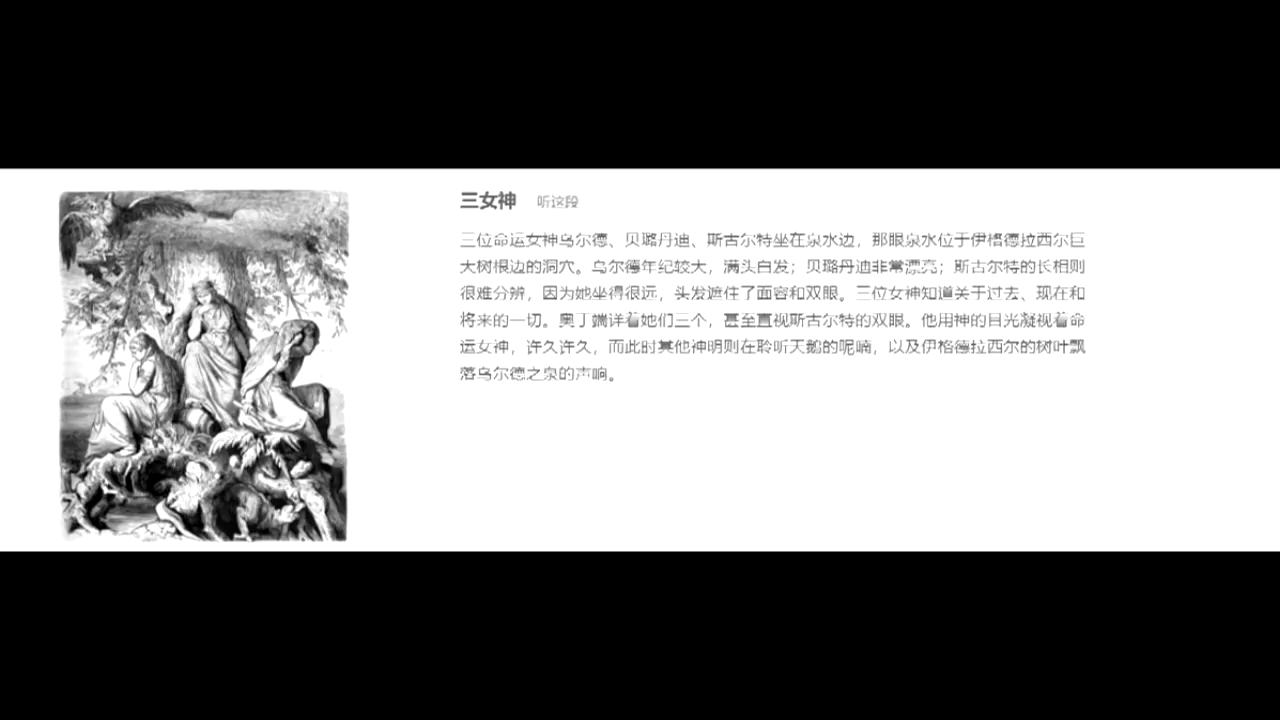 三女神 听这段
三位命运女神乌尔德、贝璐丹迪、斯古尔特坐在泉水边，那眼泉水位于伊格德拉西尔巨
大树根边的洞穴。乌尔德年纪较大，满头白发；贝璐丹迪非常漂亮；斯古尔特的长相则
很难分辨，因为她坐得很远，头发遮住了面容和双眼。三位女神知道关于过去、现在和
将来的一切。奥丁端详着她们三个，甚至直视斯古尔特的双眼。他用神的目光凝视着命
运女神，许久许久，而此时其他神明则在聆听天鹅的呢喃，以及伊格德拉西尔的树叶飘
落乌尔德之泉的声响。